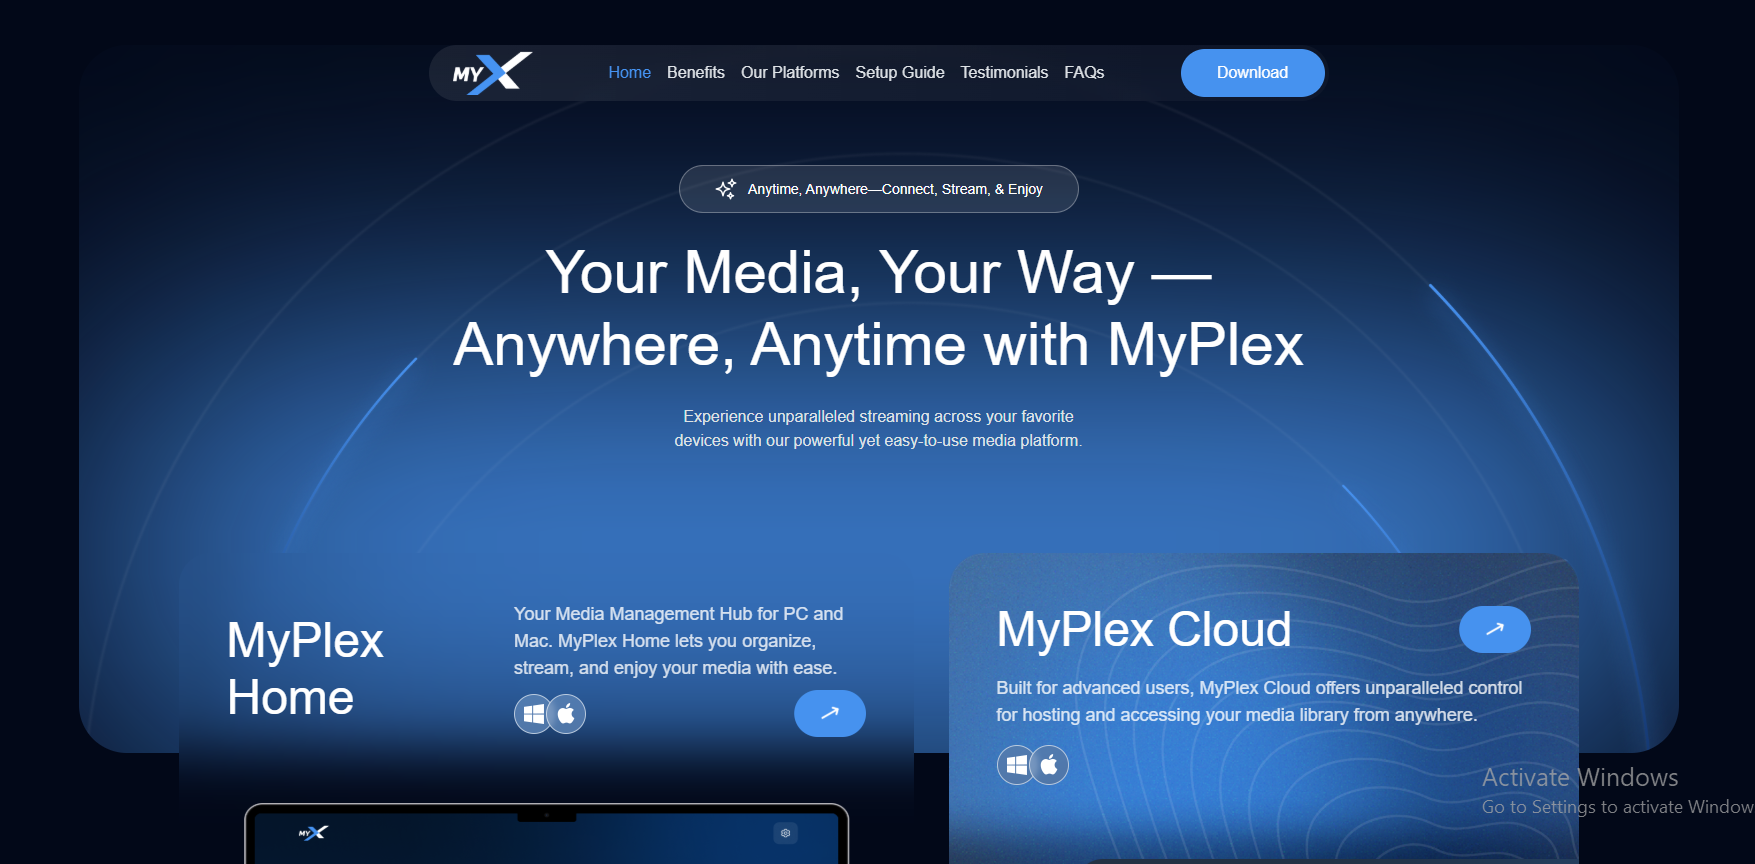 MY X
Home
Benefits
Our Platforms
Setup Guide
Testimonials
FAQs
Download
Anytime, Anywhere—Connect, Stream, & Enjoy
Your Media, Your Way —
Anywhere, Anytime with MyPlex
Experience unparalleled streaming across your favorite
devices with our powerful yet easy-to-use media platform.
MyPlex
Home
Your Media Management Hub for PC and
Mac. MyPlex Home lets you organize,
stream, and enjoy your media with ease.
MyPlex Cloud
Built for advanced users, MyPlex Cloud offers unparalleled control
for hosting and accessing your media library from anywhere.
Activate Windows
Go to Settings to activate Window
MY X